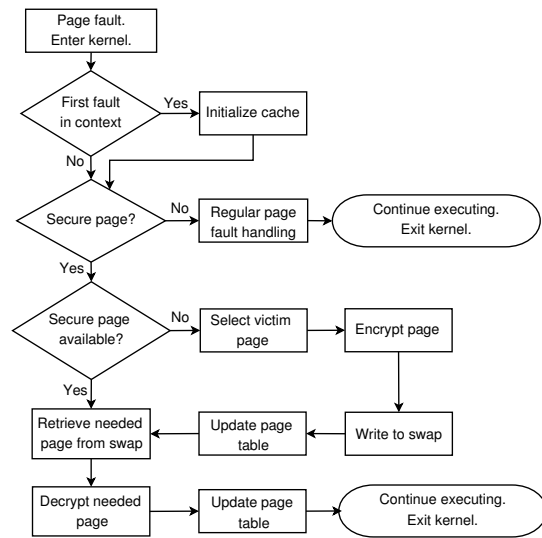 Page fault.
Enter kernel.
First fault
in context
Yes
Initialize cache
No
Secure page?
No
Regular page
fault handling
Continue executing.
Exit kernel.
Yes
Secure page
available?
No
Select victim
page
Encrypt page
Yes
Retrieve needed
page from swap
Update page
table
Write to swap
Decrypt needed
page
Update page
table
Continue executing.
Exit kernel.